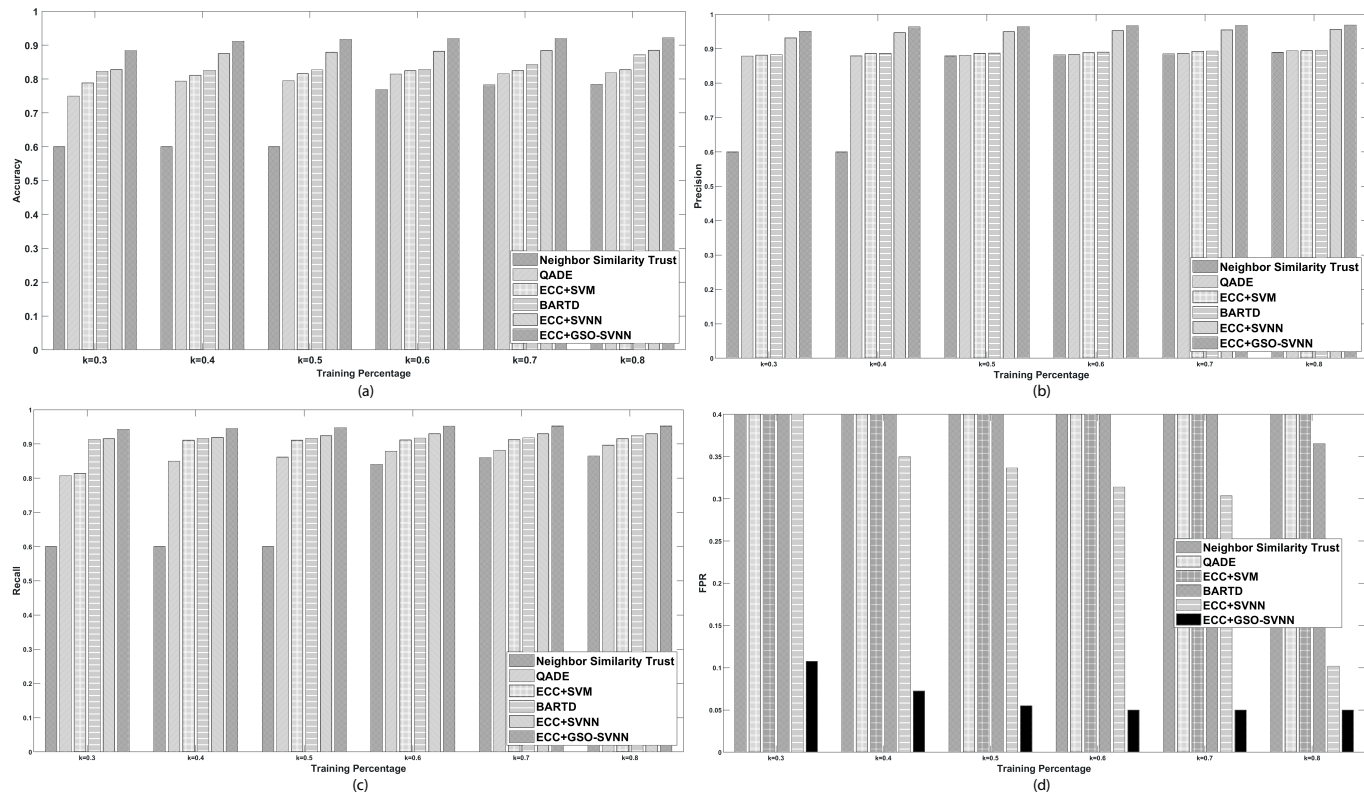 1
0.9
0.8
0.7
0.6
0.5
0.4
0.3
0.2
0.1
0
Accuracy
k=0.3 k=0.4 k=0.5 k=0.6 k=0.7 k=0.8
Training Percentage
Neighbor Similarity Trust
QADE
ECC+SVM
BARTD
ECC+SVNN
ECC+GSO-SVNN
(a)
1
0.9
0.8
0.7
0.6
0.5
0.4
0.3
0.2
0.1
0
Precision
k=0.3 k=0.4 k=0.5 k=0.6 k=0.7 k=0.8
Training Percentage
Neighbor Similarity Trust
QADE
ECC+SVM
BARTD
ECC+SVNN
ECC+GSO-SVNN
(b)
1
0.9
0.8
0.7
0.6
0.5
0.4
0.3
0.2
0.1
0
Recall
k=0.3 k=0.4 k=0.5 k=0.6 k=0.7 k=0.8
Training Percentage
Neighbor Similarity Trust
QADE
ECC+SVM
BARTD
ECC+SVNN
ECC+GSO-SVNN
(c)
0.4
0.35
0.3
0.25
0.2
0.15
0.1
0.05
0
FPR
k=0.3 k=0.4 k=0.5 k=0.6 k=0.7 k=0.8
Training Percentage
Neighbor Similarity Trust
QADE
ECC+SVM
BARTD
ECC+SVNN
ECC+GSO-SVNN
(d)